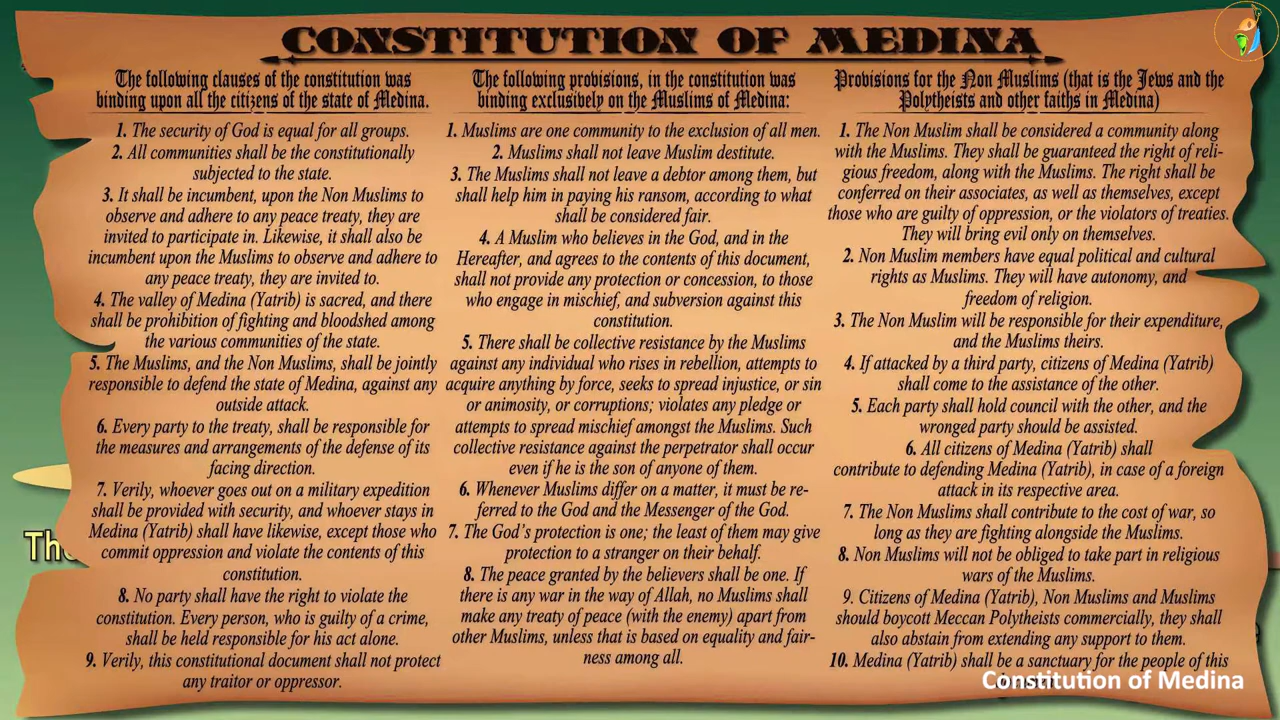 CONSTITUTION OF MEDINA
The following clauses of the constitution was
binding upon all the citizens of the state of Medina.
1. The security of God is equal for all groups.
2. All communities shall be the constitutionally
subjected to the state.
3. It shall be incumbent, upon the Non Muslims to
observe and adhere to any peace treaty, they are
invited to participate in. Likewise, it shall also be
incumbent upon the Muslims to observe and adhere to
any peace treaty, they are invited to.
4. The valley of Medina (Yatrib) is sacred, and there
shall be prohibition of fighting and bloodshed among
the various communities of the state.
5. The Muslims, and the Non Muslims, shall be jointly
responsible to defend the state of Medina, against any
outside attack.
6. Every party to the treaty, shall be responsible for
the measures and arrangements of the defense of its
facing direction.
7. Verily, whoever goes out on a military expedition
shall be provided with security, and whoever stays in
Medina (Yatrib) shall have likewise, except those who
commit oppression and violate the contents of this
constitution.
8. No party shall have the right to violate the
constitution. Every person, who is guilty of a crime,
shall be held responsible for his act alone.
9. Verily, this constitutional document shall not protect
any traitor or oppressor.
The following provisions, in the constitution was
binding exclusively on the Muslims of Medina:
1. Muslims are one community to the exclusion of all men.
2. Muslims shall not leave Muslim destitute.
3. The Muslims shall not leave a debtor among them, but
shall help him in paying his ransom, according to what
shall be considered fair.
4. A Muslim who believes in the God, and in the
Hereafter, and agrees to the contents of this document,
shall not provide any protection or concession, to those
who engage in mischief, and subversion against this
constitution.
5. There shall be collective resistance by the Muslims
against any individual who rises in rebellion, attempts to
acquire anything by force, seeks to spread injustice, or sin
or animosity, or corruptions; violates any pledge or
attempts to spread mischief amongst the Muslims. Such
collective resistance against the perpetrator shall occur
even if he is the son of anyone of them.
6. Whenever Muslims differ on a matter, it must be re-
ferred to the God and the Messenger of the God.
7. The God's protection is one; the least of them may give
protection to a stranger on their behalf.
8. The peace granted by the believers shall be one. If
there is any war in the way of Allah, no Muslims shall
make any treaty of peace (with the enemy) apart from
other Muslims, unless that is based on equality and fair-
ness among all.
Provisions for the Non Muslims (that is the Jews and the
Polytheists and other faiths in Medina)
1. The Non Muslim shall be considered a community along
with the Muslims. They shall be guaranteed the right of reli-
gious freedom, along with the Muslims. The right shall be
conferred on their associates, as well as themselves, except
those who are guilty of oppression, or the violators of treaties.
They will bring evil only on themselves.
2. Non Muslim members have equal political and cultural
rights as Muslims. They will have autonomy, and
freedom of religion.
3. The Non Muslim will be responsible for their expenditure,
and the Muslims theirs.
4. If attacked by a third party, citizens of Medina (Yatrib)
shall come to the assistance of the other.
5. Each party shall hold council with the other, and the
wronged party should be assisted.
6. All citizens of Medina (Yatrib) shall
contribute to defending Medina (Yatrib), in case of a foreign
attack in its respective area.
7. The Non Muslims shall contribute to the cost of war, so
long as they are fighting alongside the Muslims.
8. Non Muslims will not be obliged to take part in religious
wars of the Muslims.
9. Citizens of Medina (Yatrib), Non Muslims and Muslims
should boycott Meccan Polytheists commercially, they shall
also abstain from extending any support to them.
10. Medina (Yatrib) shall be a sanctuary for the people of this
Constitution of Medina